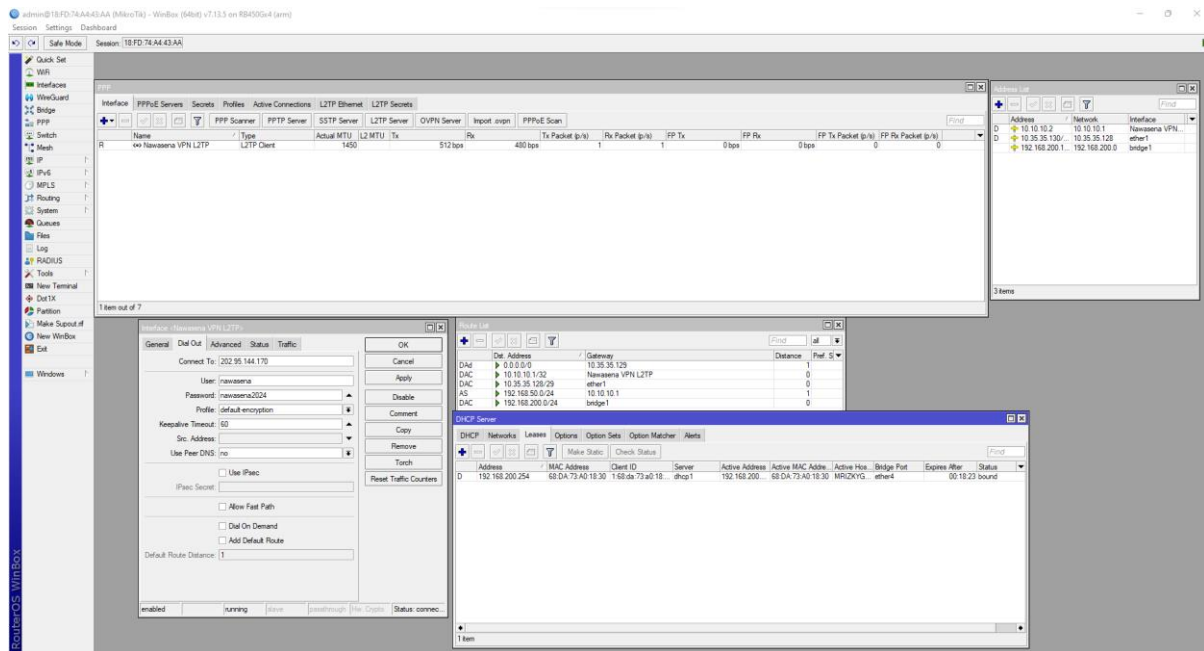 admin@18:FD:74:A4:43:AA (MikroTik) - WinBox (64bit) v7.13.5 on RB450Gx4 (arm)
Session Settings Dashboard
Safe Mode Session: 18:FD:74:A4:43:AA
Quick Set
WiFi
Interfaces
WireGuard
Bridge
PPP
Switch
Mesh
IP
IPv6
MPLS
Routing
System
Queues
Files
Log
RADIUS
Tools
New Terminal
Dot1X
Partition
Make Supout.rif
New WinBox
Exit
Windows
RouterOS WinBox
PPP
Interface PPPoE Servers Secrets Profiles Active Connections L2TP Ethernet L2TP Secrets
PPP Scanner PPTP Server SSTP Server L2TP Server OVPN Server Import .ovpn PPPoE Scan Find
Name Type Actual MTU L2 MTU Tx Rx Tx Packet (p/s) Rx Packet (p/s) FP Tx FP Rx FP Tx Packet (p/s) FP Rx Packet (p/s)
R Nawasena VPN L2TP L2TP Client 1450 512 bps 480 bps 1 1 0 bps 0 bps 0 0
1 item out of 7
Address List
Find
Address Network Interface
D 10.10.10.2 10.10.10.1 Nawasena VPN...
D 10.35.35.130/... 10.35.35.128 ether1
192.168.200.1... 192.168.200.0 bridge1
3 items
Interface <Nawasena VPN L2TP>
General Dial Out Advanced Status Traffic
Connect To: 202.95.144.170
User: nawasena
Password: nawasena2024
Profile: default-encryption
Keepalive Timeout: 60
Src. Address:
Use Peer DNS: no
Use IPsec
IPsec Secret:
Allow Fast Path
Dial On Demand
Add Default Route
Default Route Distance: 1
OK
Cancel
Apply
Disable
Comment
Copy
Remove
Torch
Reset Traffic Counters
enabled running slave passthrough Hw. Crypto Status: connec...
Route List
Find all
Dst. Address Gateway Distance Pref. S
DAd 0.0.0.0/0 10.35.35.129 1
DAC 10.10.10.1/32 Nawasena VPN L2TP 0
DAC 10.35.35.128/29 ether1 0
AS 192.168.50.0/24 10.10.10.1 1
DAC 192.168.200.0/24 bridge1 0
DHCP Server
DHCP Networks Leases Options Option Sets Option Matcher Alerts
Make Static Check Status Find
Address MAC Address Client ID Server Active Address Active MAC Addre... Active Hos... Bridge Port Expires After Status
D 192.168.200.254 68:DA:73:A0:18:30 1:68:da:73:a0:18:... dhcp1 192.168.200... 68:DA:73:A0:18:30 MRIZKYG... ether4 00:18:23 bound
1 item